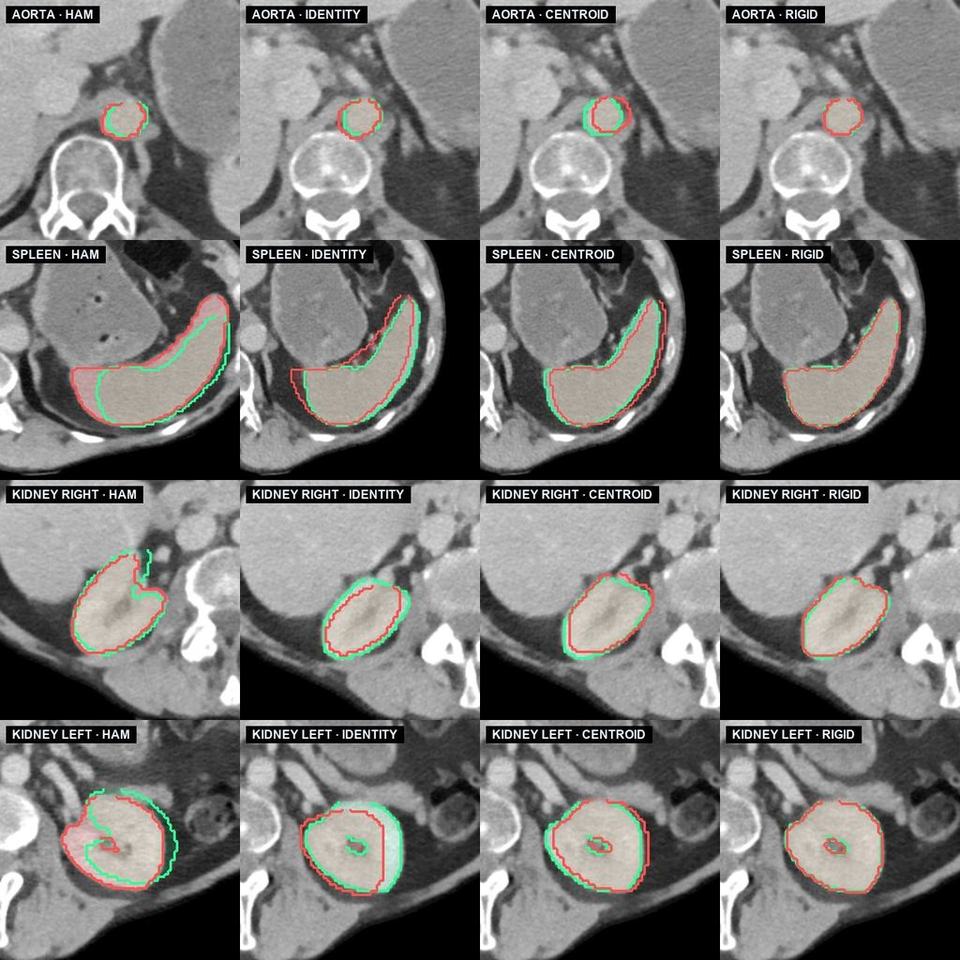 AORTA · HAM
AORTA · IDENTITY
AORTA · CENTROID
AORTA · RIGID
SPLEEN · HAM
SPLEEN · IDENTITY
SPLEEN · CENTROID
SPLEEN · RIGID
KIDNEY RIGHT · HAM
KIDNEY RIGHT · IDENTITY
KIDNEY RIGHT · CENTROID
KIDNEY RIGHT · RIGID
KIDNEY LEFT · HAM
KIDNEY LEFT · IDENTITY
KIDNEY LEFT · CENTROID
KIDNEY LEFT · RIGID